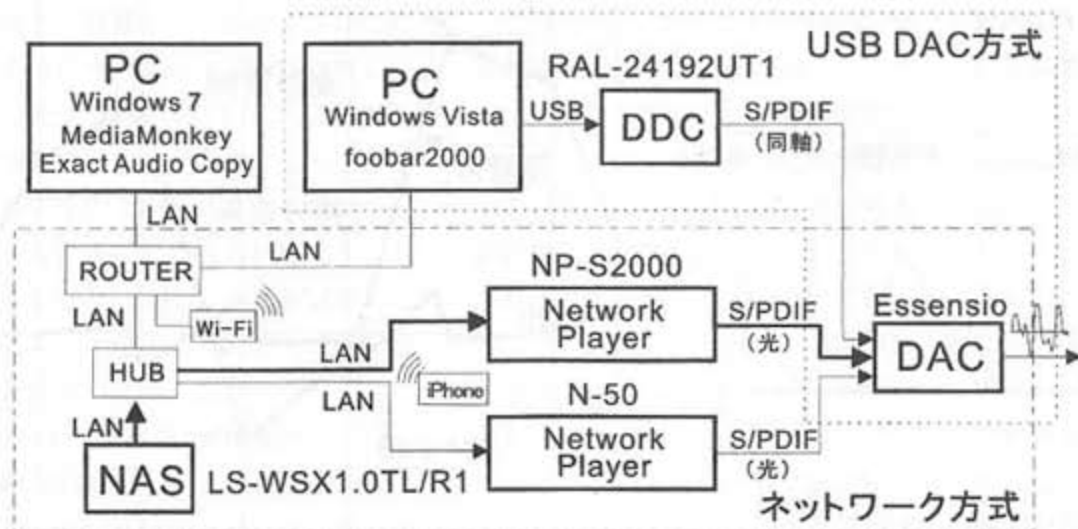 USB DAC方式
PC
Windows 7
MediaMonkey
Exact Audio Copy
PC
Windows Vista
foobar2000
USB
RAL-24192UT1
DDC
S/PDIF
(同軸)
LAN
LAN
ROUTER
LAN
Wi-Fi
HUB
LAN
LAN
iPhone
LAN
NAS
LS-WSX1.0TL/R1
NP-S2000
Network
Player
S/PDIF
(光)
N-50
Network
Player
S/PDIF
(光)
Essensio
DAC
ネットワーク方式